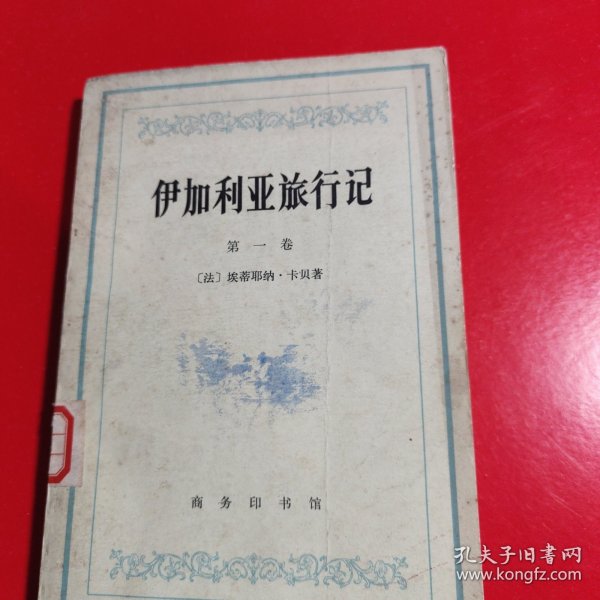 伊加利亚旅行记
第一卷
〔法〕埃蒂耶纳·卡贝著
商务印书馆
孔夫子旧书网
www.kongfz.com